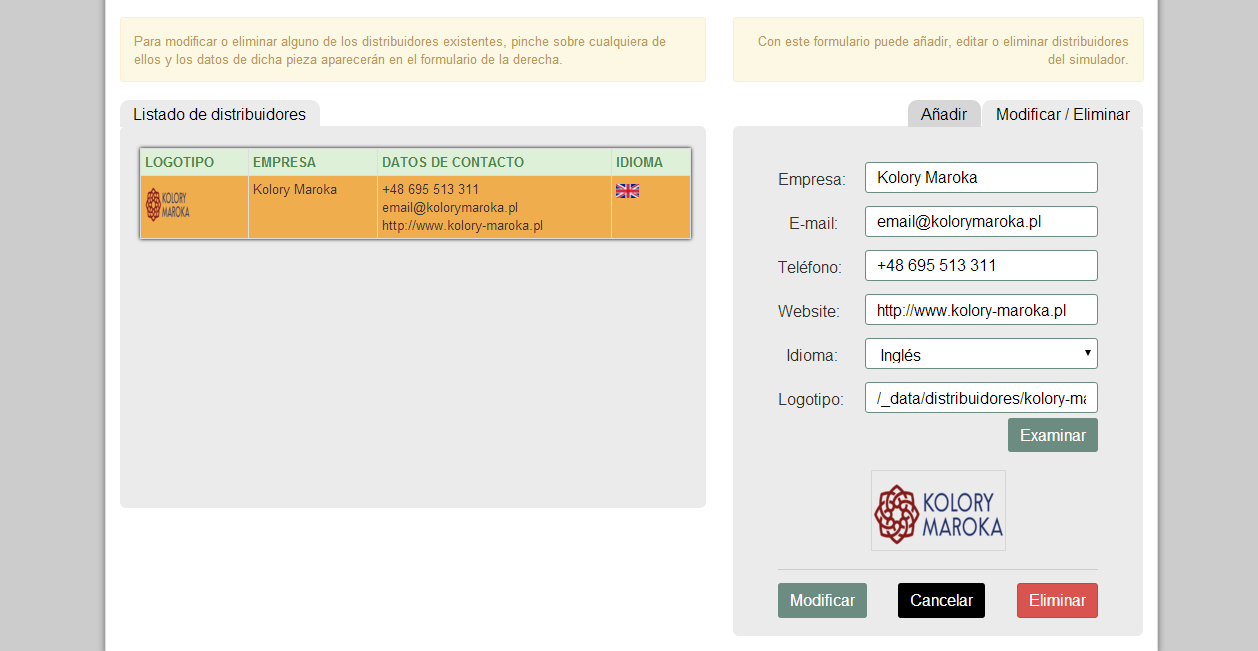 Para modificar o eliminar alguno de los distribuidores existentes, pinche sobre cualquiera de
ellos y los datos de dicha pieza aparecerán en el formulario de la derecha.
Con este formulario puede añadir, editar o eliminar distribuidores
del simulador.
Listado de distribuidores
LOGOTIPO EMPRESA DATOS DE CONTACTO IDIOMA
KOLORY
MAROKA
Kolory Maroka
+48 695 513 311
email@kolorymaroka.pl
http://www.kolory-maroka.pl
Añadir Modificar / Eliminar
Empresa: Kolory Maroka
E-mail: email@kolorymaroka.pl
Teléfono: +48 695 513 311
Website: http://www.kolory-maroka.pl
Idioma: Inglés
Logotipo: /_data/distribuidores/kolory-ma
Examinar
KOLORY
MAROKA
Modificar Cancelar Eliminar